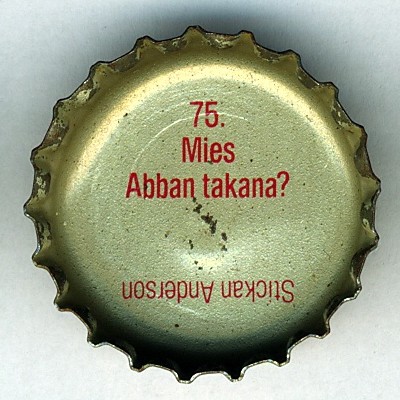 75.
Mies
Abban takana?
Stickan Anderson